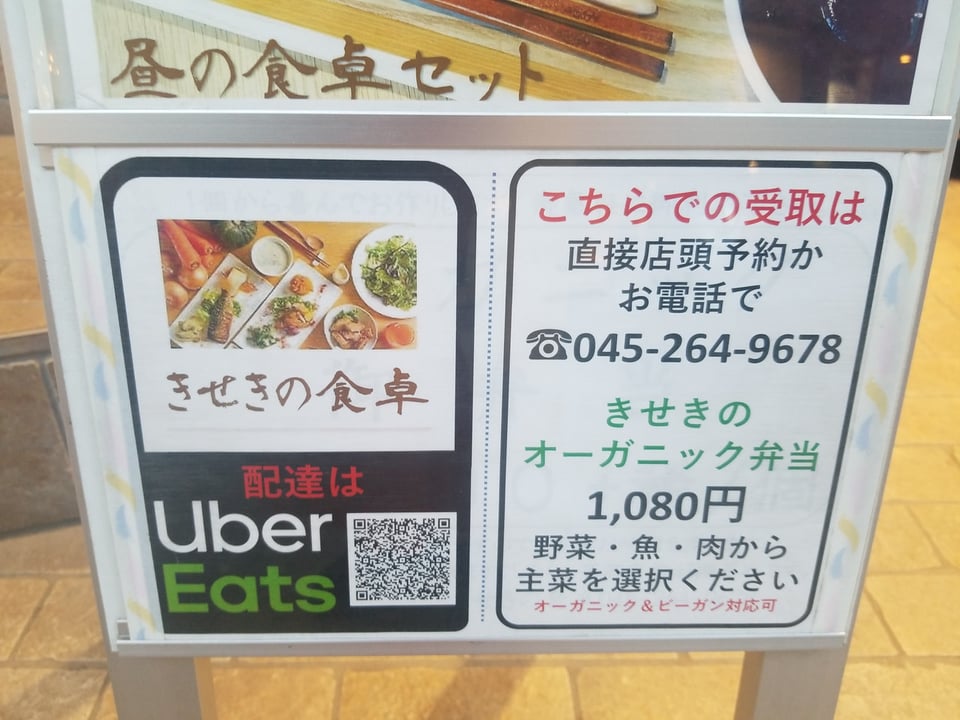 昼の食卓セット
きせきの食卓
配達は
Uber
Eats
こちらでの受取は
直接店頭予約か
お電話で
☎045-264-9678
きせきの
オーガニック弁当
1,080円
野菜・魚・肉から
主菜を選択ください
オーガニック&ビーガン対応可